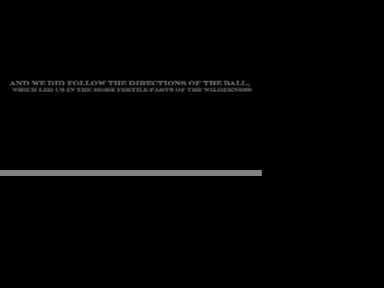 AND WE DID FOLLOW THE DIRECTIONS OF THE BALL,
WHICH LED US IN THE MORE FERTILE PARTS OF THE WILDERNESS